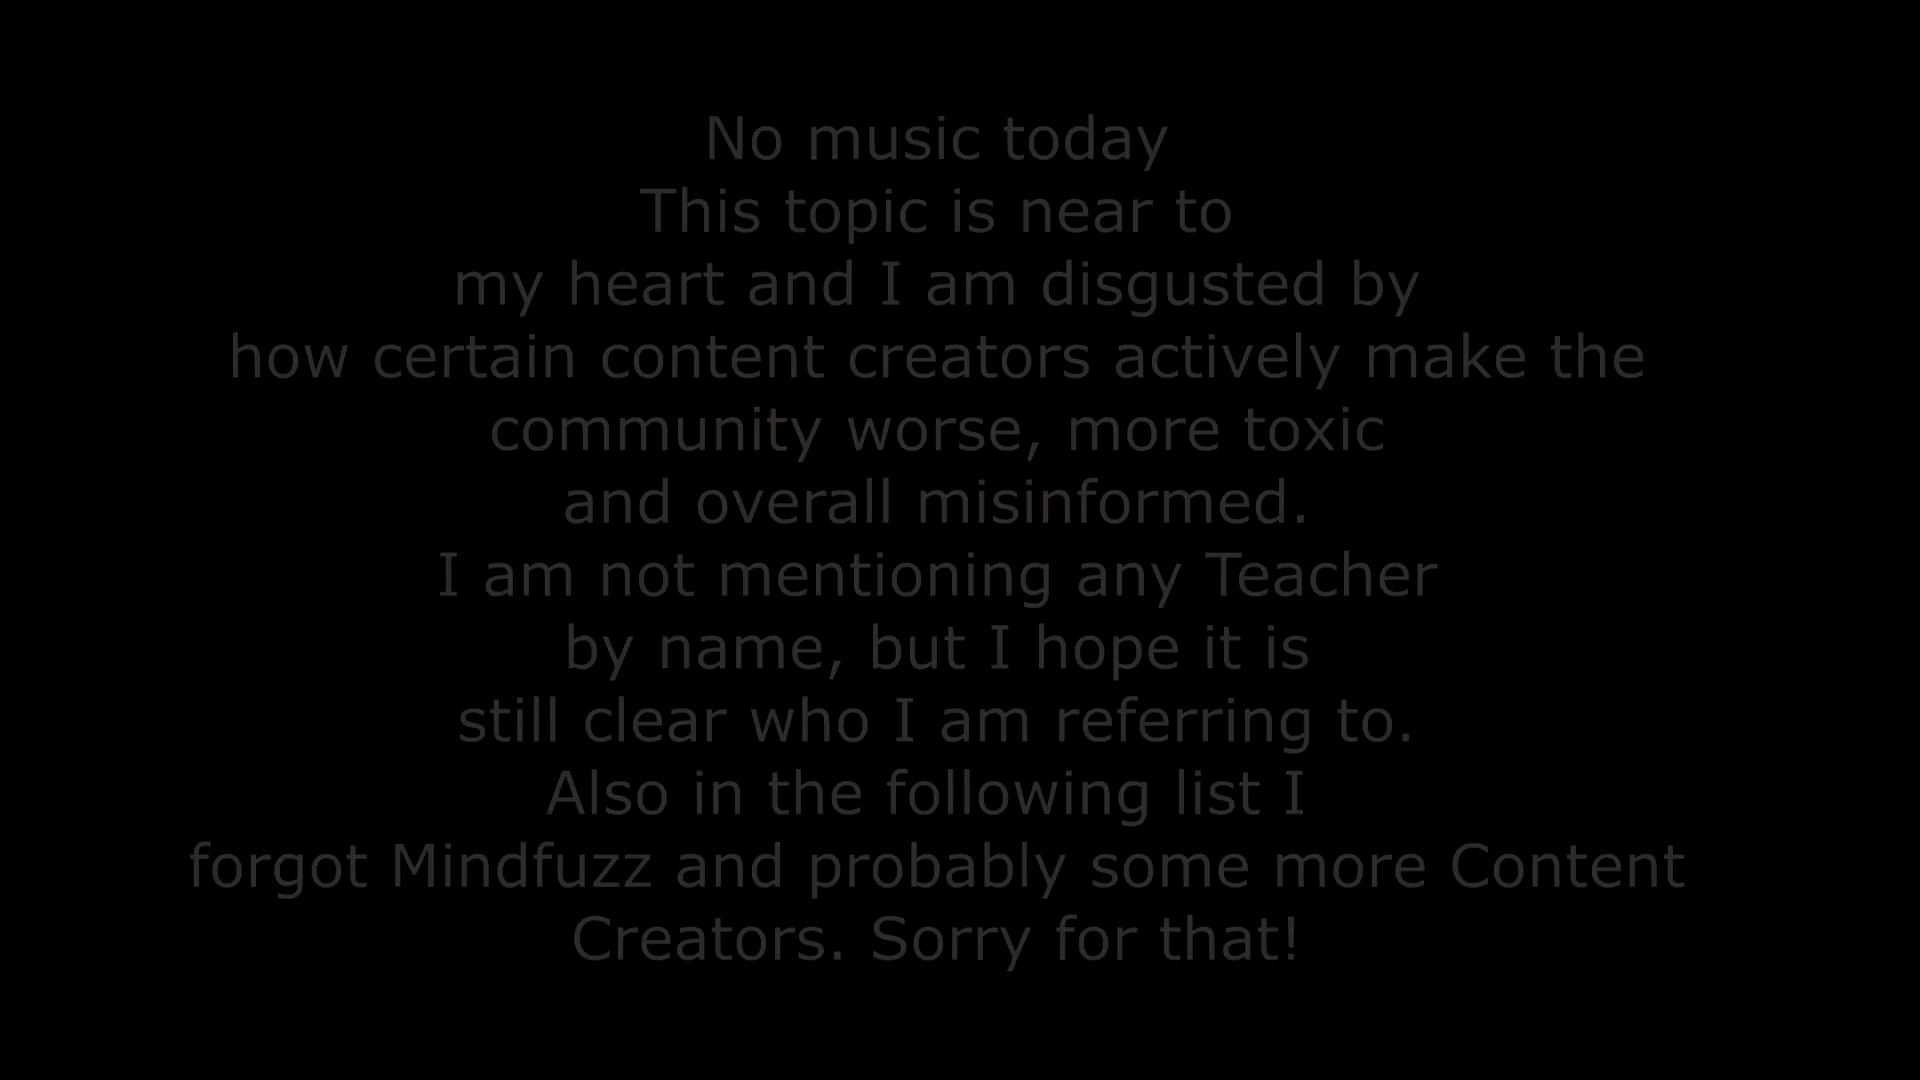 No music today
This topic is near to
my heart and I am disgusted by
how certain content creators actively make the
community worse, more toxic
and overall misinformed.
I am not mentioning any Teacher
by name, but I hope it is
still clear who I am referring to.
Also in the following list I
forgot Mindfuzz and probably some more Content
Creators. Sorry for that!